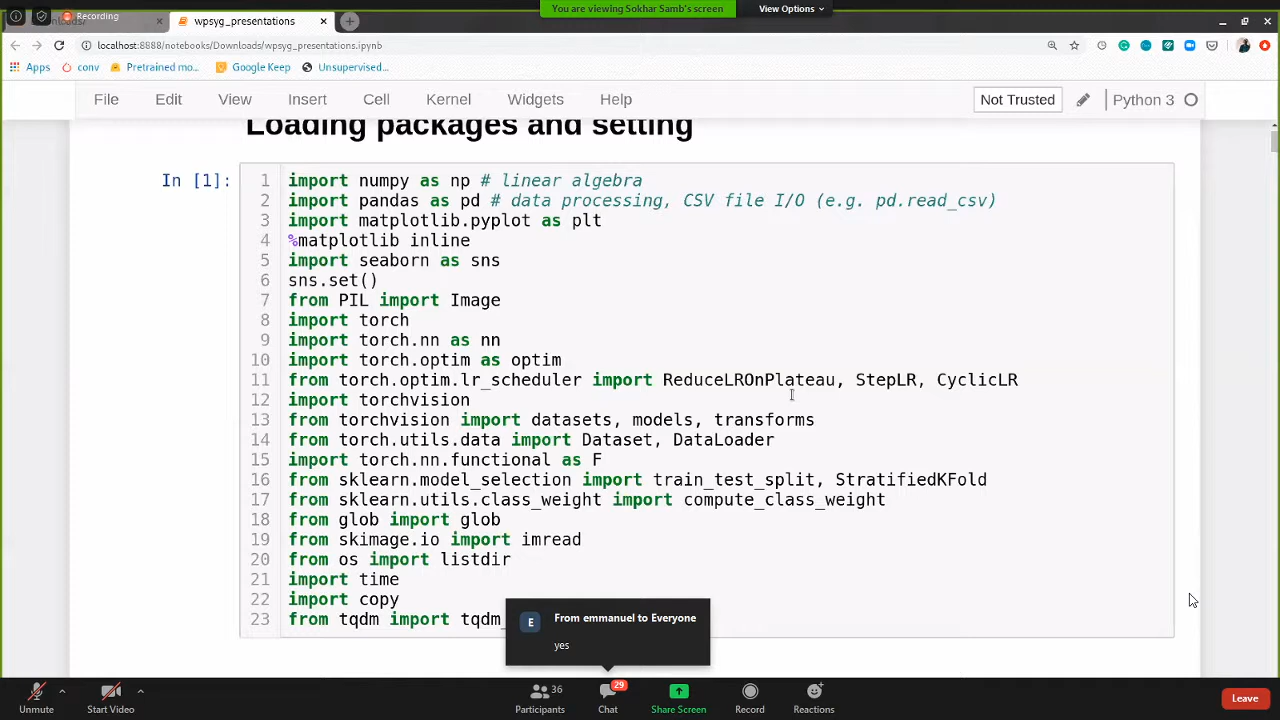 Recording
You are viewing Sokhar Samb's screen
View Options
wpsyg_presentations
localhost:8888/notebooks/Downloads/wpsyg_presentations.ipynb
Apps
conv
Pretrained mo...
Google Keep
Unsupervised...
File
Edit
View
Insert
Cell
Kernel
Widgets
Help
Not Trusted
Python 3
Loading packages and setting
In [1]:
1 import numpy as np # linear algebra
2 import pandas as pd # data processing, CSV file I/O (e.g. pd.read_csv)
3 import matplotlib.pyplot as plt
4 %matplotlib inline
5 import seaborn as sns
6 sns.set()
7 from PIL import Image
8 import torch
9 import torch.nn as nn
10 import torch.optim as optim
11 from torch.optim.lr_scheduler import ReduceLROnPlateau, StepLR, CyclicLR
12 import torchvision
13 from torchvision import datasets, models, transforms
14 from torch.utils.data import Dataset, DataLoader
15 import torch.nn.functional as F
16 from sklearn.model_selection import train_test_split, StratifiedKFold
17 from sklearn.utils.class_weight import compute_class_weight
18 from glob import glob
19 from skimage.io import imread
20 from os import listdir
21 import time
22 import copy
23 from tqdm import tqdm_
E
From emmanuel to Everyone
yes
Unmute
Start Video
36
Participants
29
Chat
Share Screen
Record
Reactions
Leave